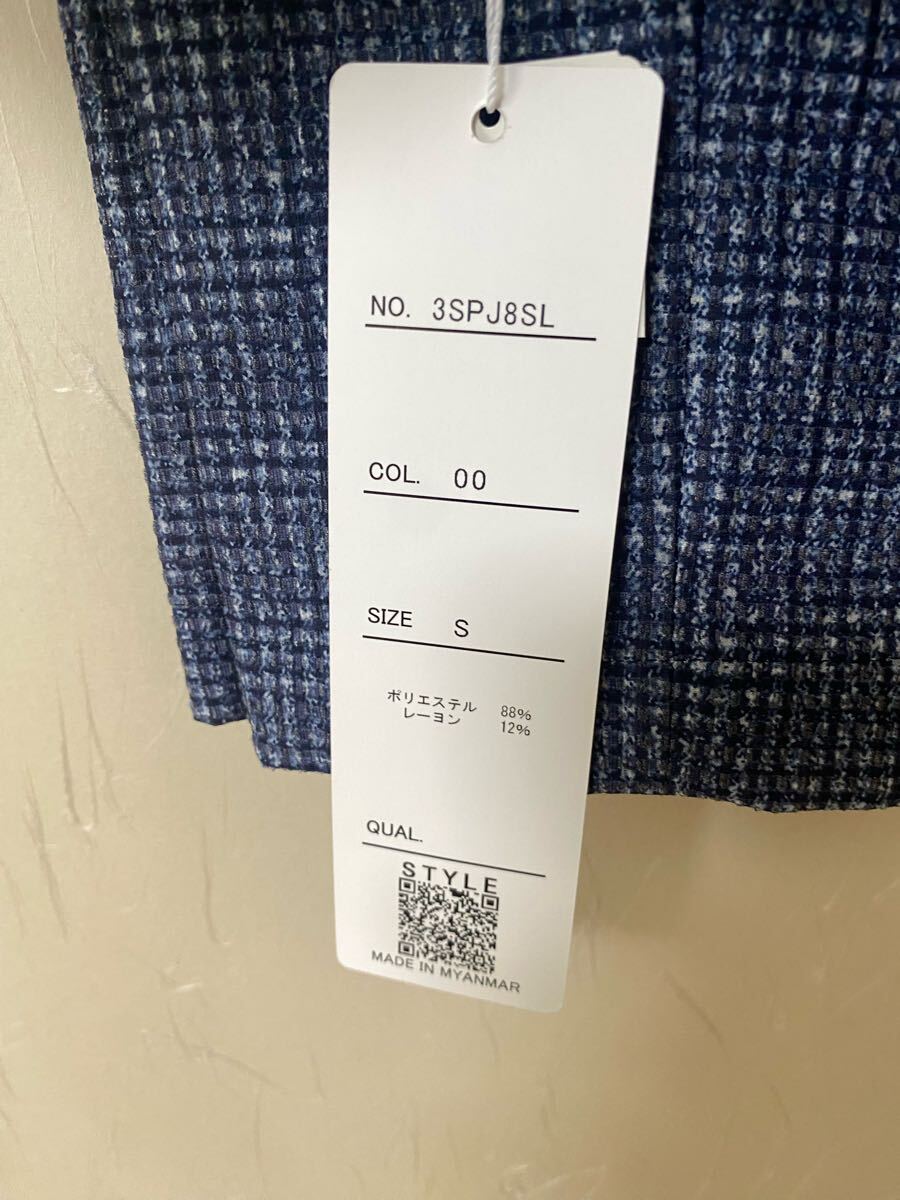 NO. 3SPJ8SL
COL. 00
SIZE S
ポリエステル 88%
レーヨン 12%
QUAL.
STYLE
MADE IN MYANMAR